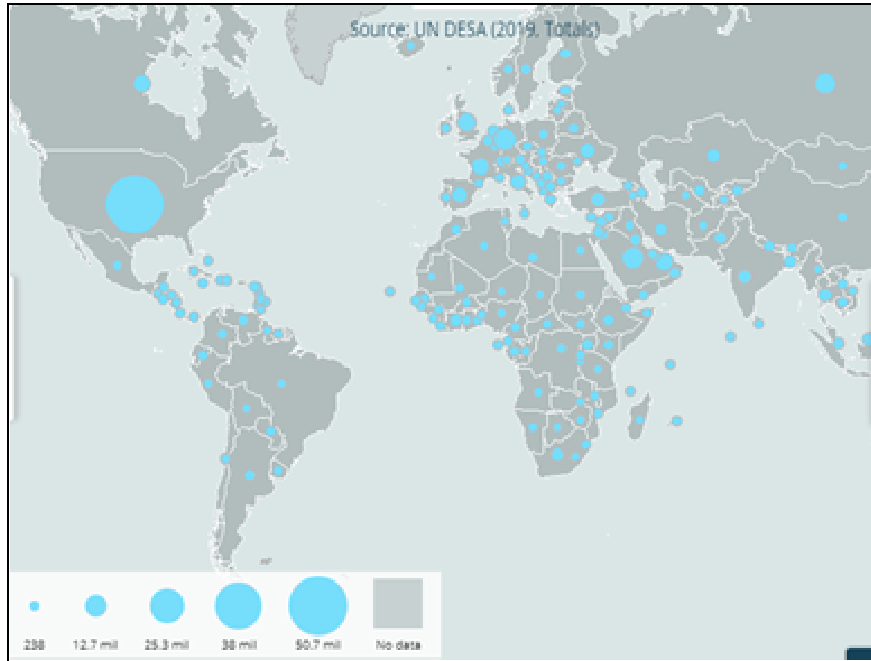 Source: UN DESA (2019, Totals)
238 12.7 mil 25.3 mil 38 mil 50.7 mil No data